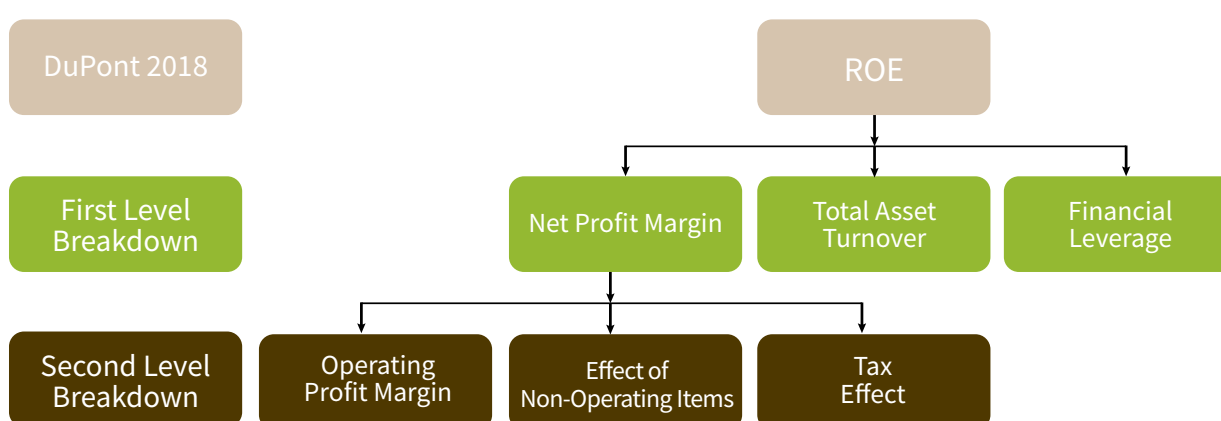 DuPont 2018
ROE
First Level
Breakdown
Net Profit Margin
Total Asset
Turnover
Financial
Leverage
Second Level
Breakdown
Operating
Profit Margin
Effect of
Non-Operating Items
Tax
Effect